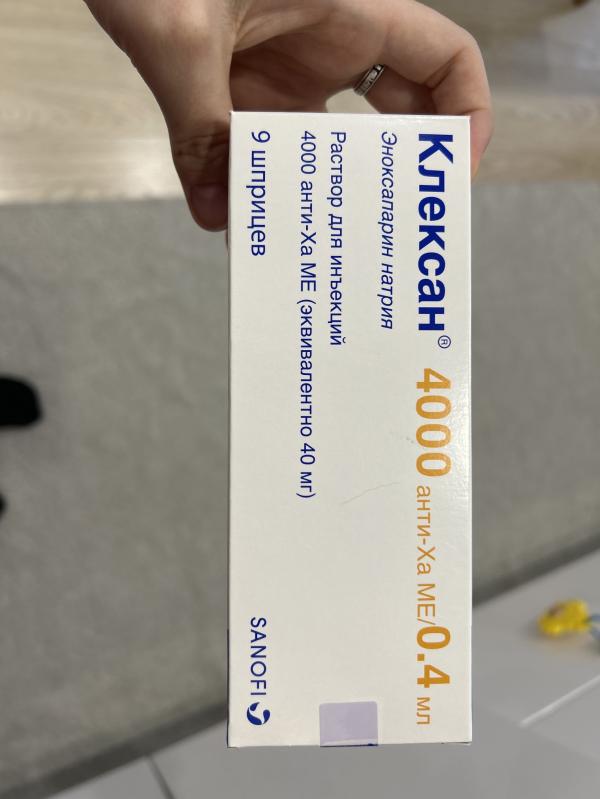 Клексан® 4000 анти-Ха МЕ/0.4 мл
Эноксапарин натрия
Раствор для инъекций
4000 анти-Ха МЕ (эквивалентно 40 мг)
9 шприцев
SANOFI